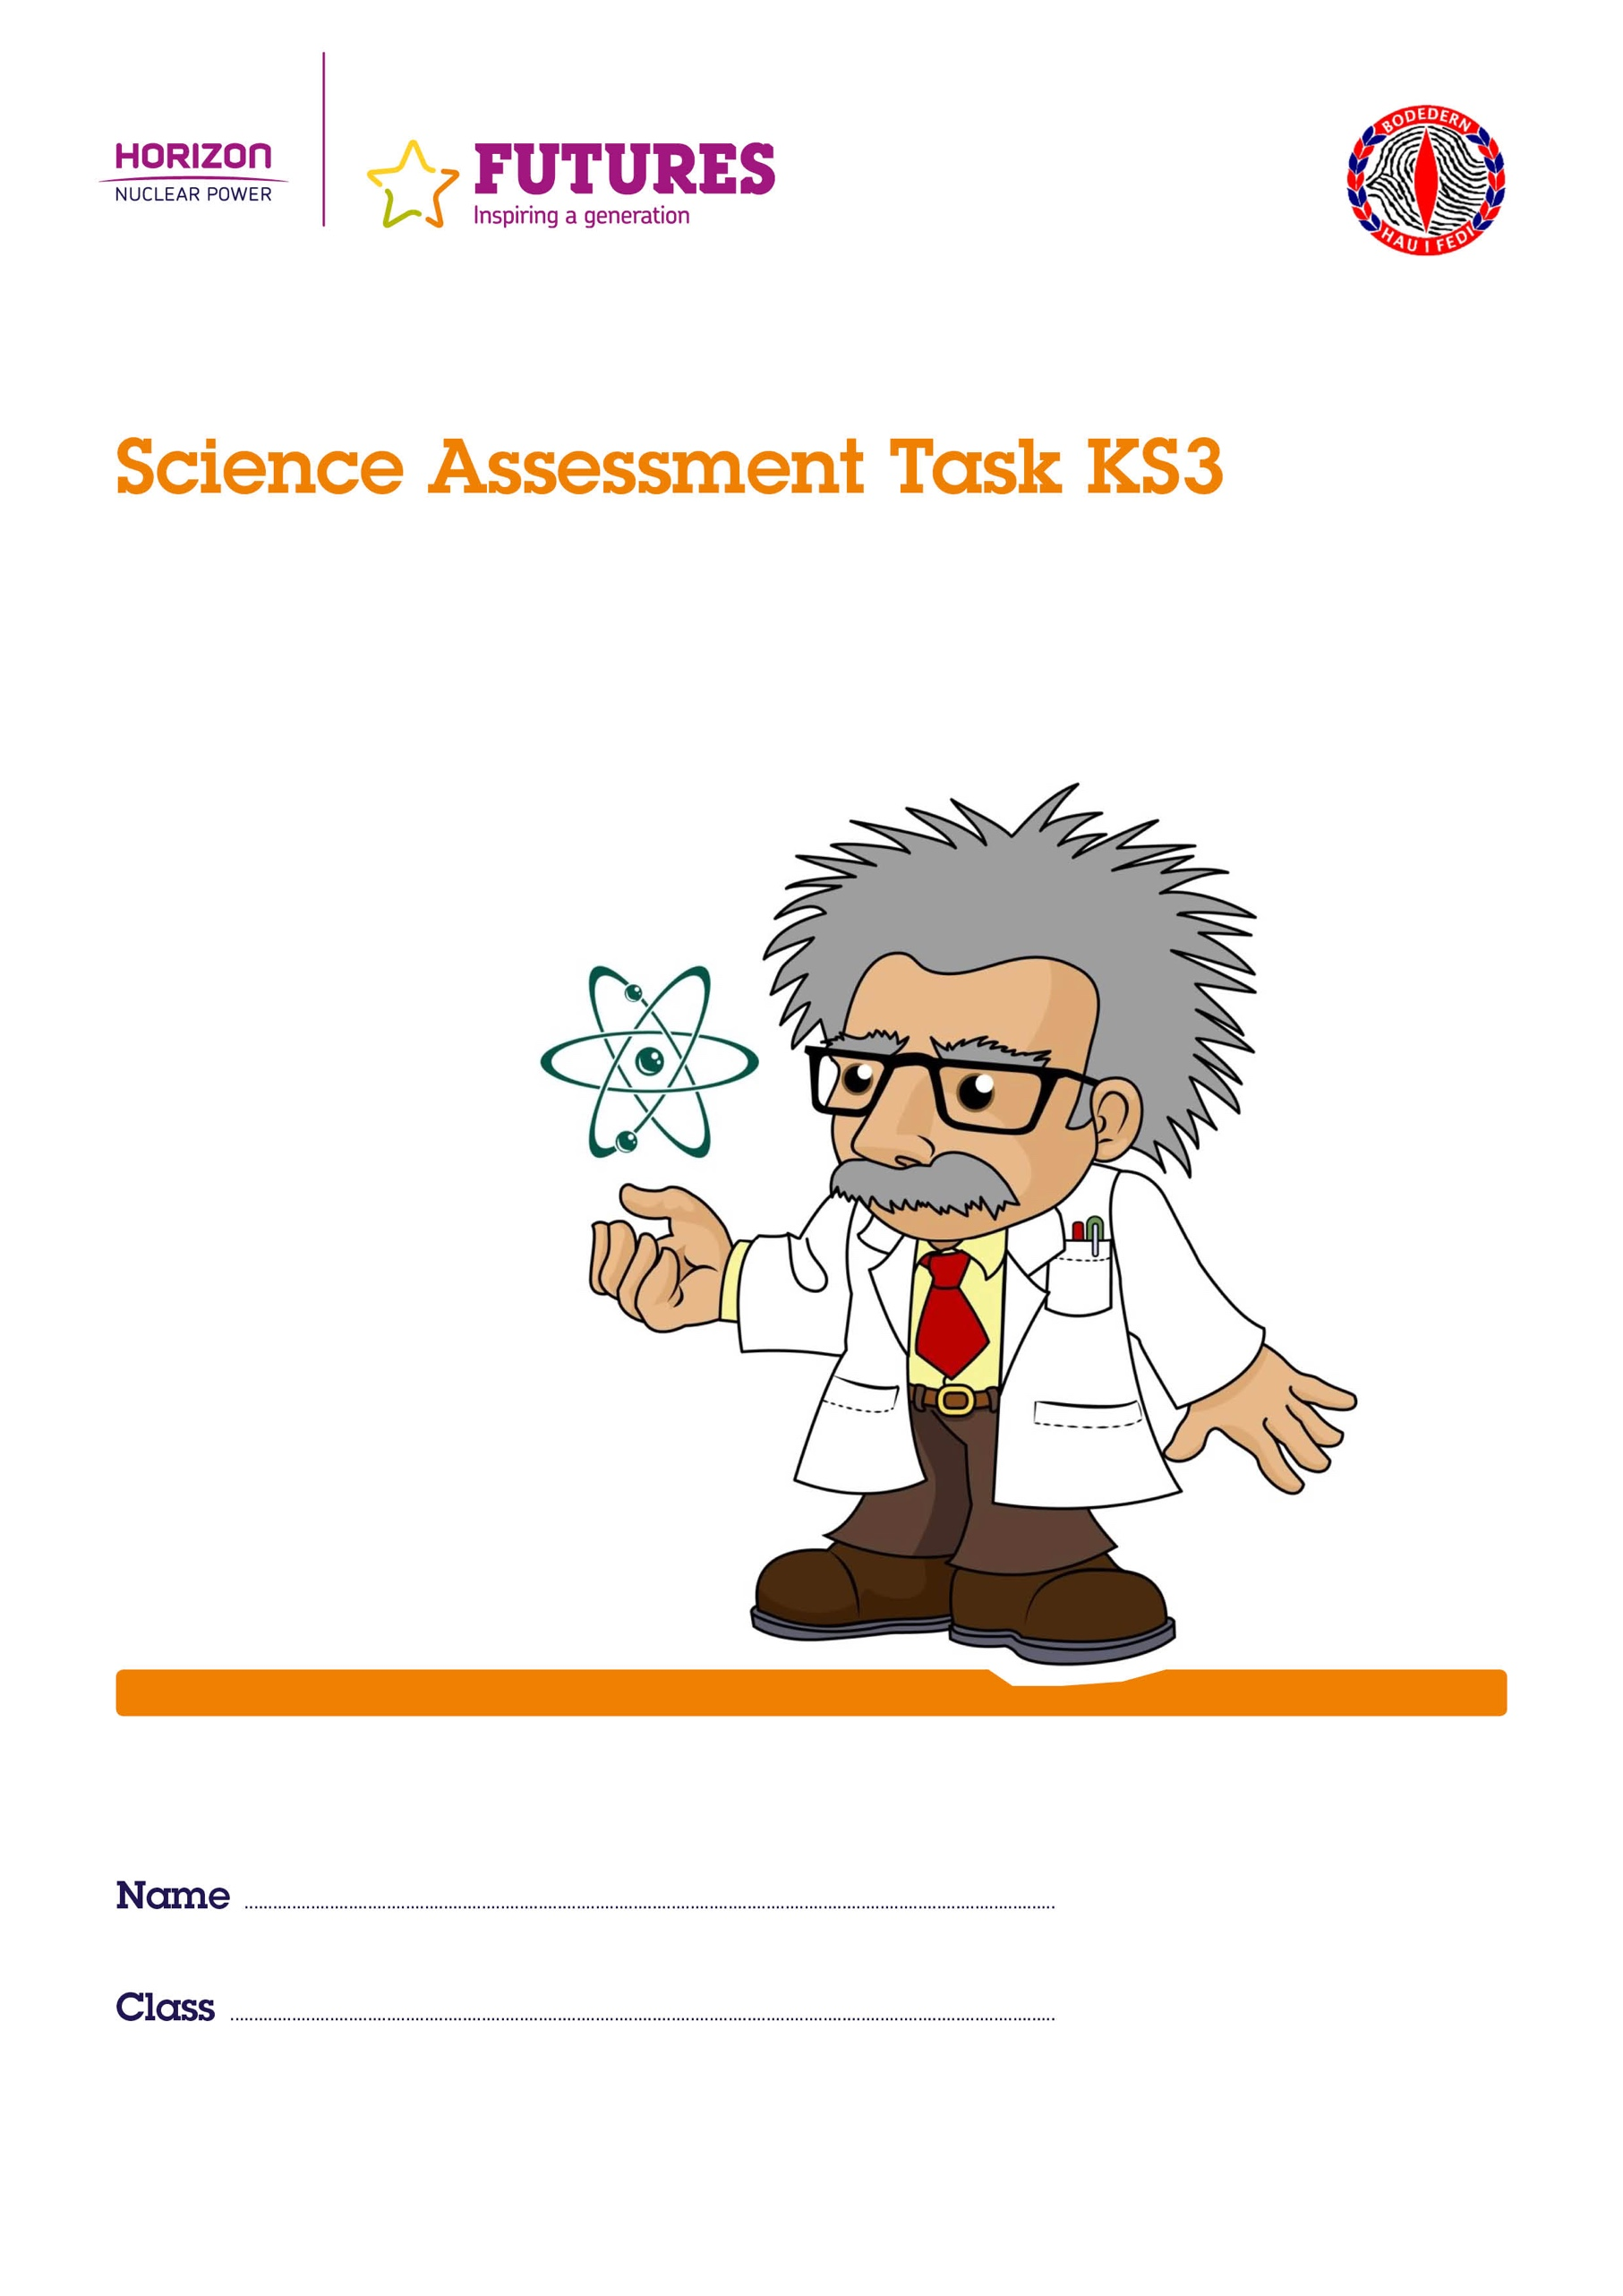 HORIZON
NUCLEAR POWER
FUTURES
Inspiring a generation
BODEDERN
HAU I FEDI
Science Assessment Task KS3
Name
Class